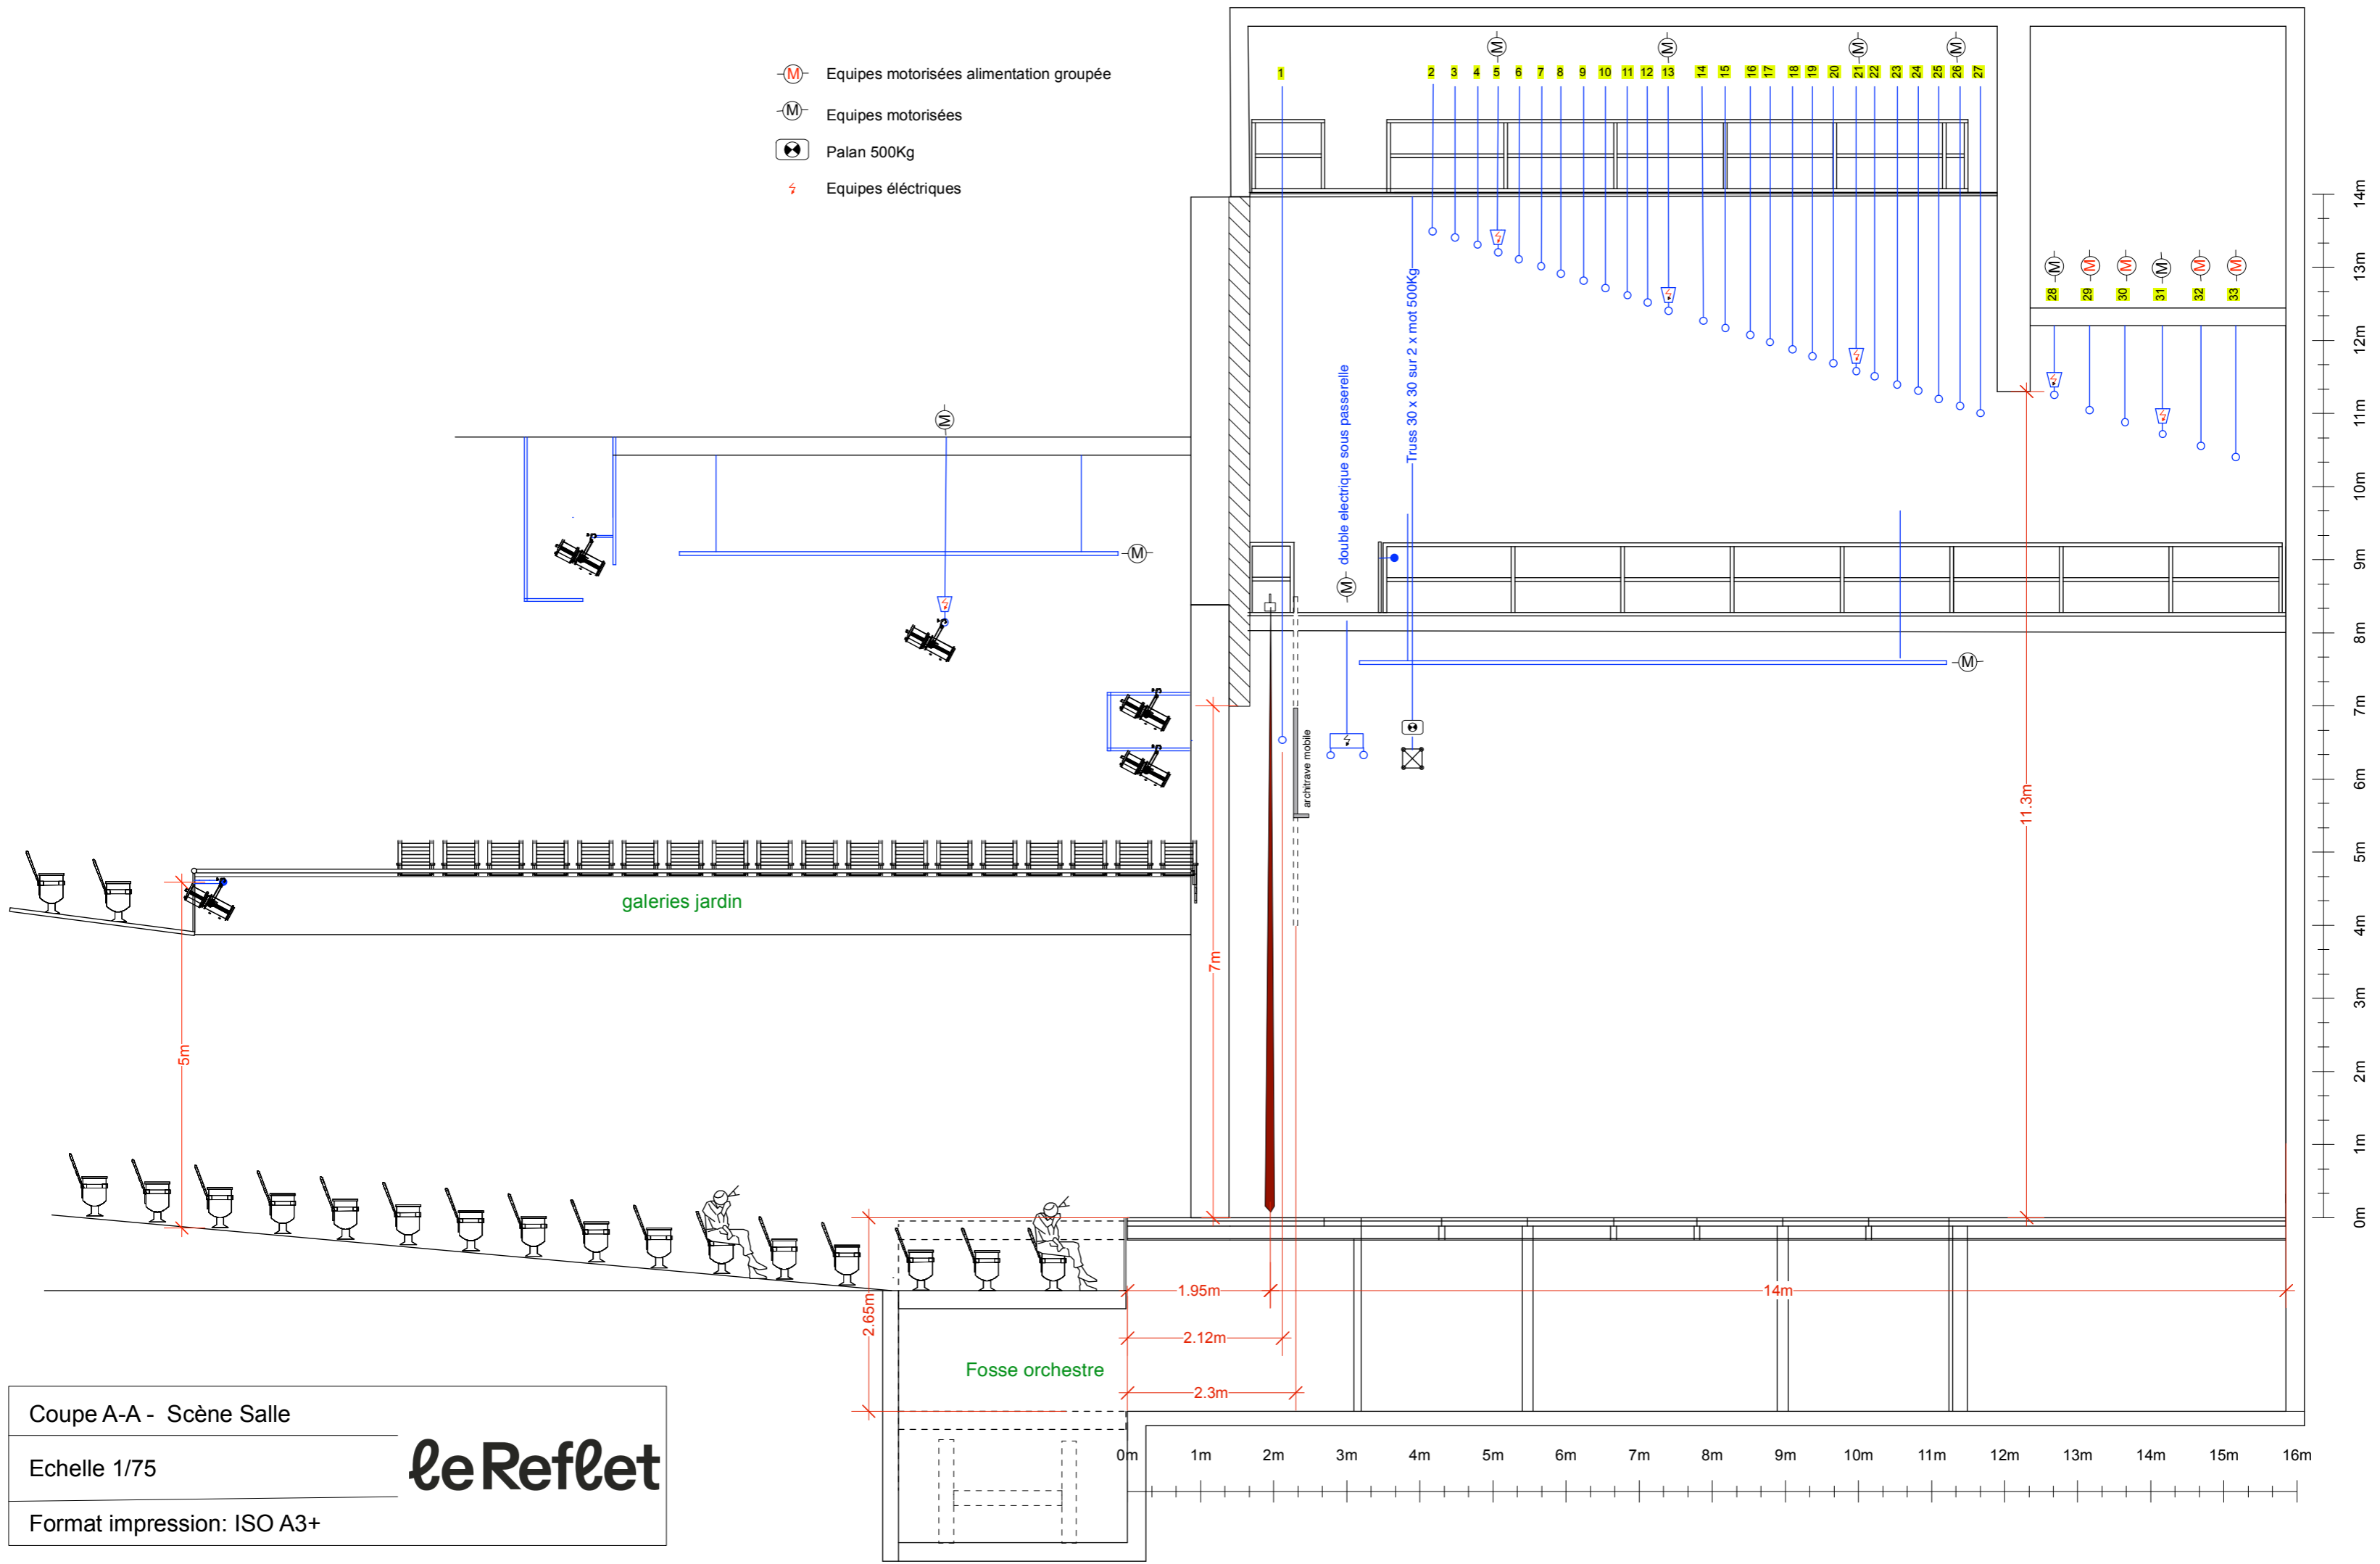 Equipes motorisées alimentation groupée
Equipes motorisées
Palan 500Kg
Equipes éléctriques
M
M
M
M
M
M
1
2
3
4
5
6
7
8
9
10
11
12
13
14
15
16
17
18
19
20
21
22
23
24
25
26
27
M
M
M
M
M
M
28
29
30
31
32
33
14m
13m
12m
11m
10m
9m
8m
7m
6m
5m
4m
3m
2m
1m
0m
M
M
M
M
double electrique sous passerelle
Truss 30 x 30 sur 2 x mot 500Kg
architrave mobile
galeries jardin
5m
7m
11.3m
2.65m
1.95m
14m
2.12m
2.3m
Fosse orchestre
0m
1m
2m
3m
4m
5m
6m
7m
8m
9m
10m
11m
12m
13m
14m
15m
16m
Coupe A-A - Scène Salle
Echelle 1/75
Format impression: ISO A3+
le Reflet